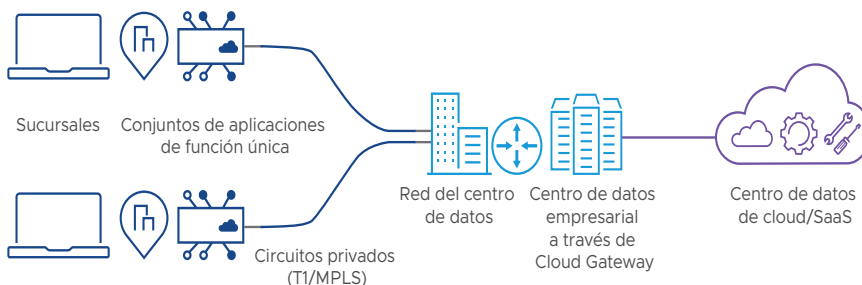 Sucursales
Conjuntos de aplicaciones
de función única
Circuitos privados
(T1/MPLS)
Red del centro
de datos
Centro de datos
empresarial
a través de
Cloud Gateway
Centro de datos
de cloud/SaaS